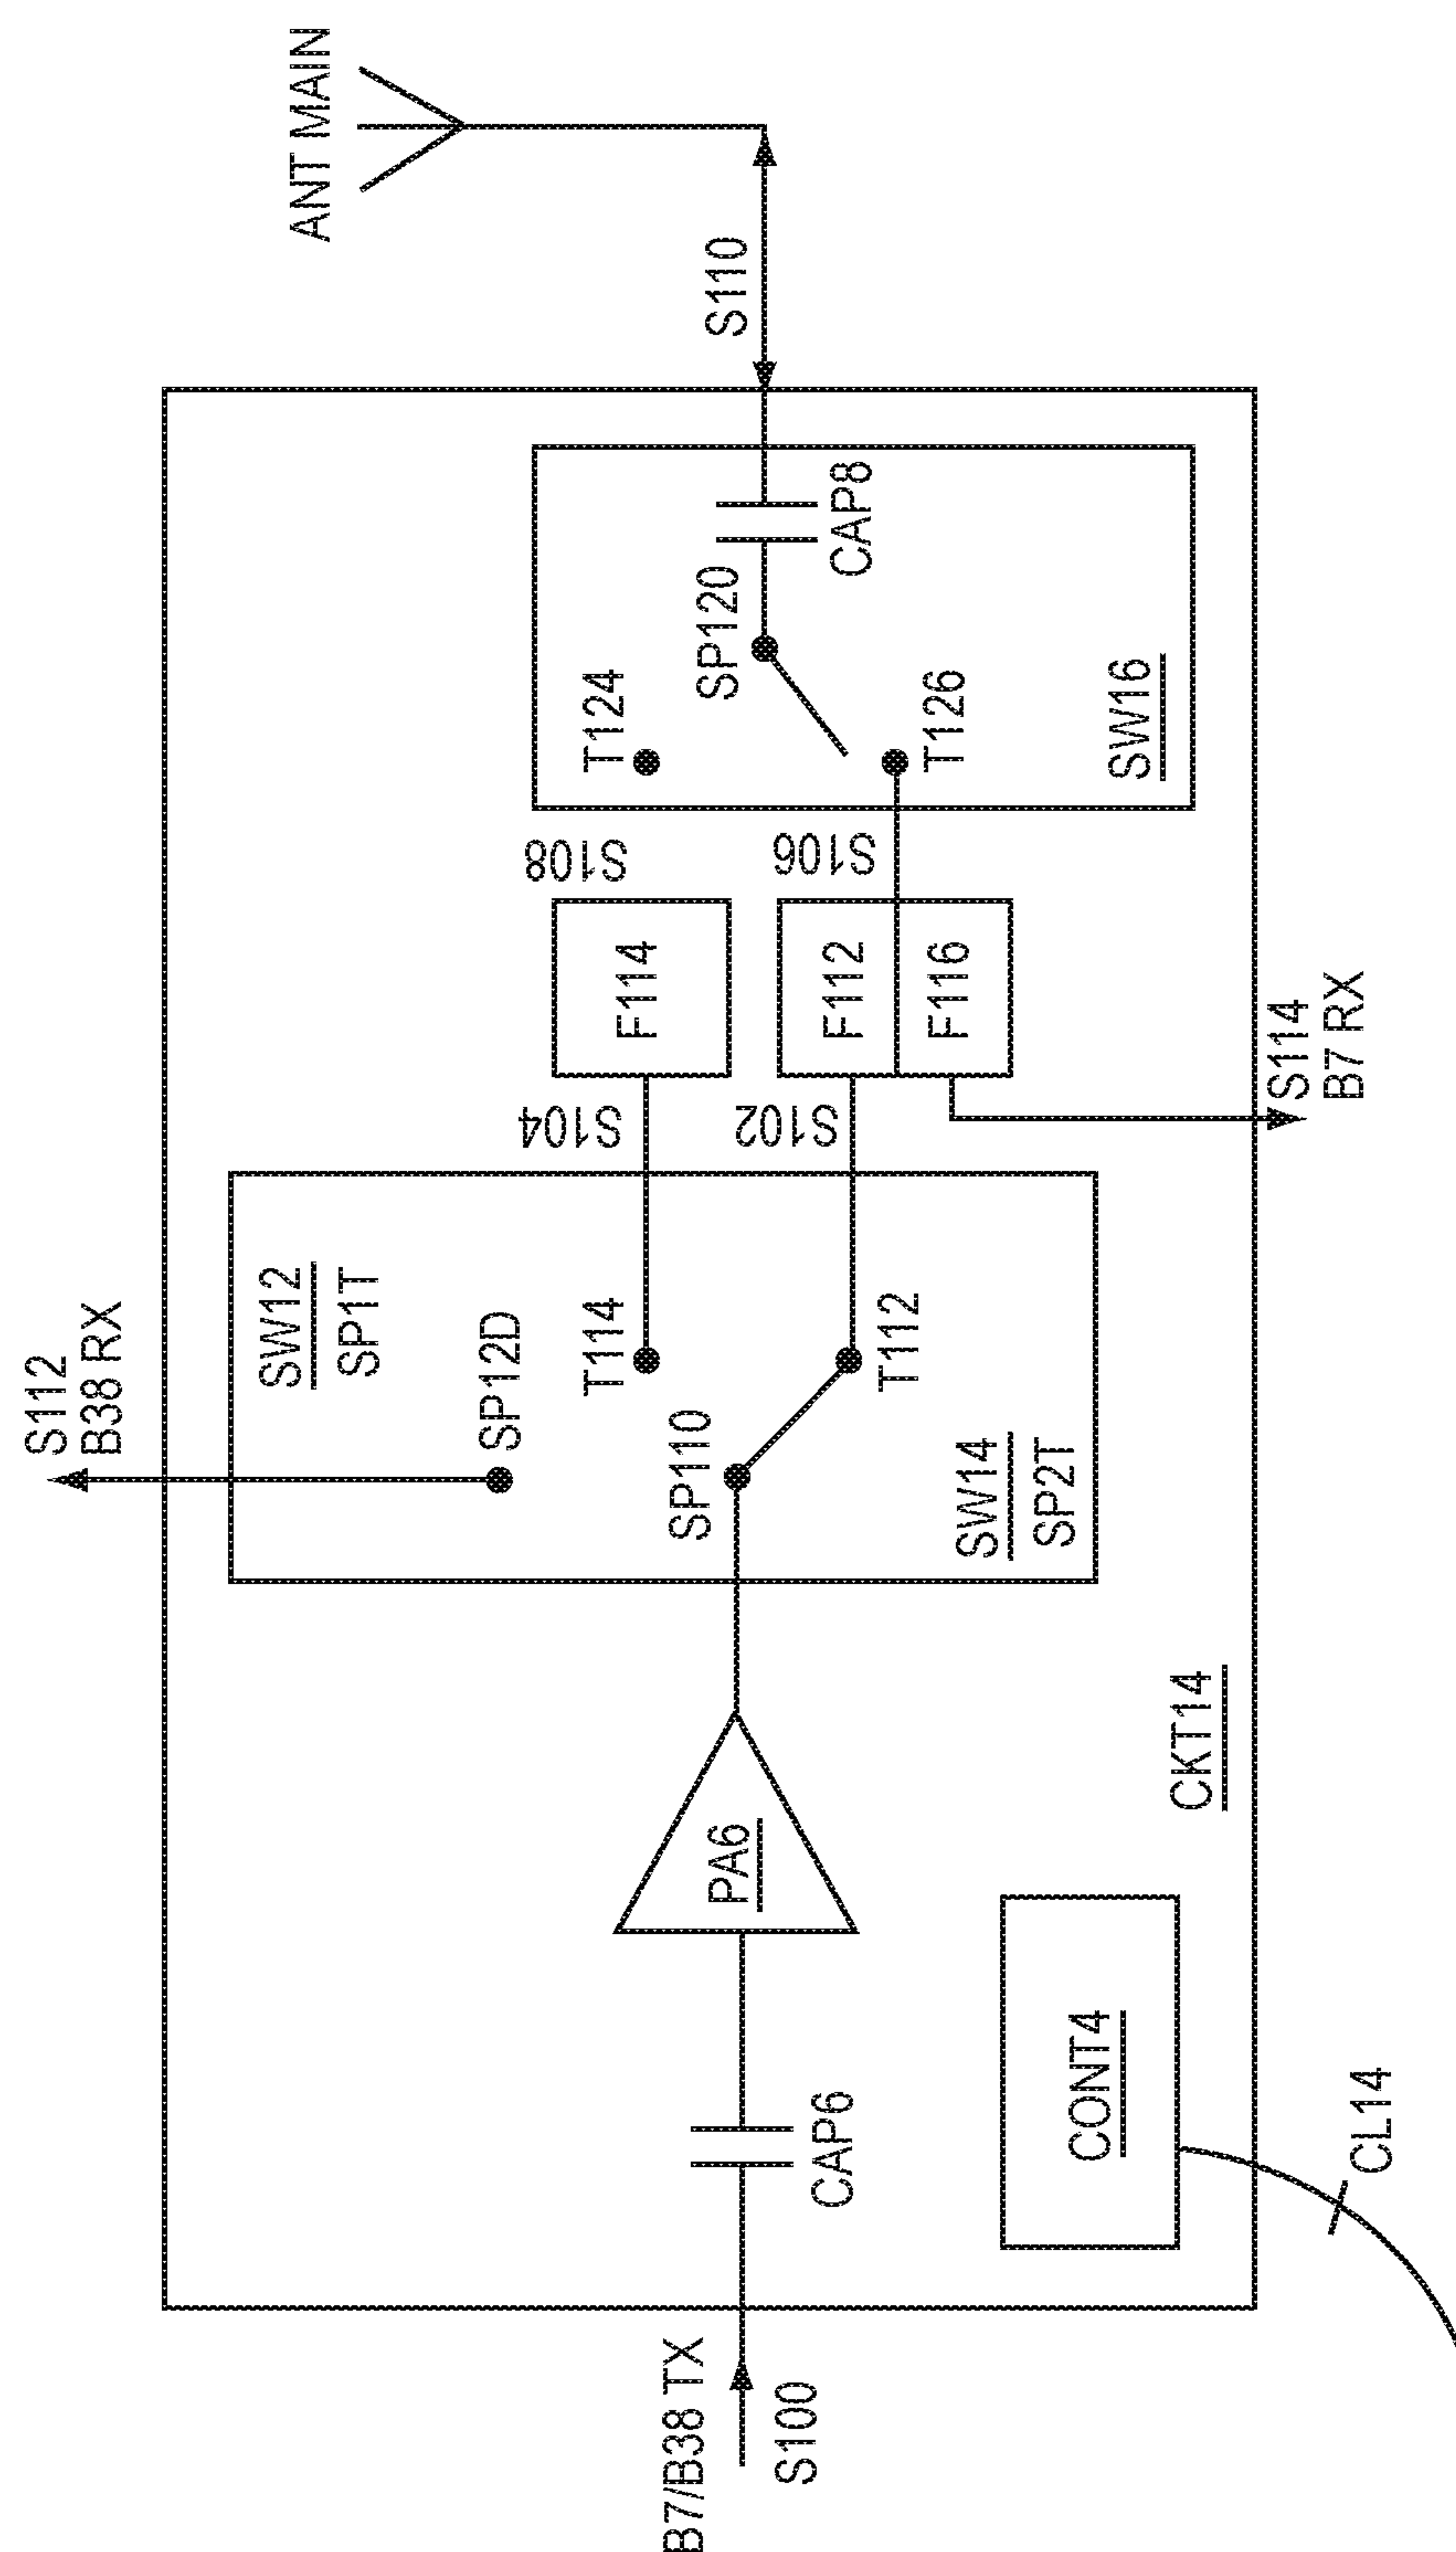 B7/B38 TX
S100
CAP6
PA6
CONT4
CL14
CKT14
S112
B38 RX
SW12
SP1T
SP12D
T114
SP110
T112
SW14
SP2T
S104
S102
F114
F112
F116
S108
S106
S114
B7 RX
T124
SP120
T126
CAP8
SW16
S110
ANT MAIN